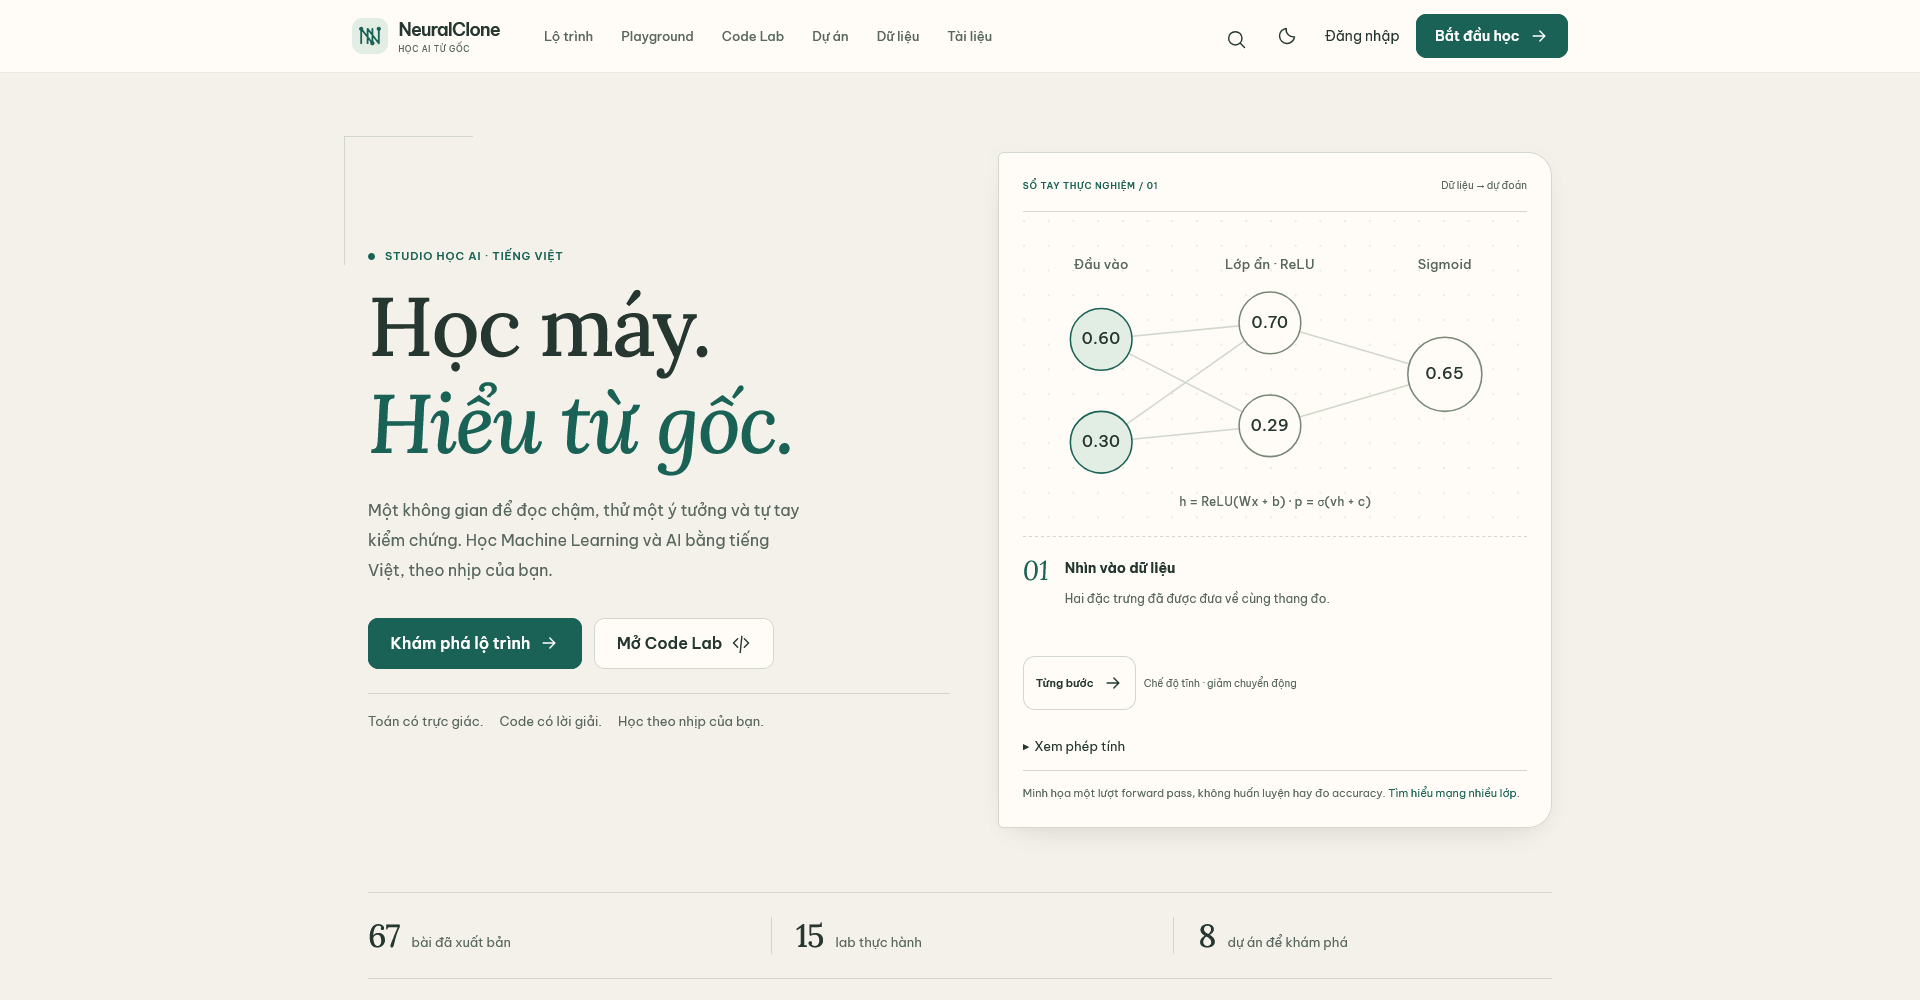 NeuralClone
HỌC AI TỪ GỐC
Lộ trình
Playground
Code Lab
Dự án
Dữ liệu
Tài liệu
Đăng nhập
Bắt đầu học
STUDIO HỌC AI · TIẾNG VIỆT
Học máy.
Hiểu từ gốc.
Một không gian để đọc chậm, thử một ý tưởng và tự tay
kiểm chứng. Học Machine Learning và AI bằng tiếng
Việt, theo nhịp của bạn.
Khám phá lộ trình →
Mở Code Lab
Toán có trực giác. Code có lời giải. Học theo nhịp của bạn.
SỔ TAY THỰC NGHIỆM / 01
Dữ liệu → dự đoán
Đầu vào
Lớp ẩn · ReLU
Sigmoid
0.60
0.70
0.65
0.30
0.29
h = ReLU(Wx + b) · p = σ(vh + c)
01
Nhìn vào dữ liệu
Hai đặc trưng đã được đưa về cùng thang đo.
Từng bước →
Chế độ tĩnh · giảm chuyển động
▸ Xem phép tính
Minh họa một lượt forward pass, không huấn luyện hay đo accuracy. Tìm hiểu mạng nhiều lớp.
67 bài đã xuất bản
15 lab thực hành
8 dự án để khám phá